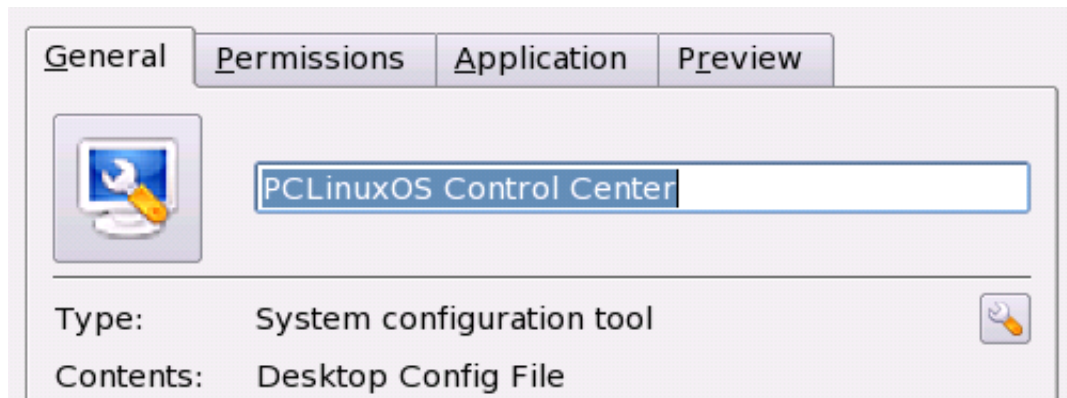 General Permissions Application Preview
PCLinuxOS Control Center
Type: System configuration tool
Contents: Desktop Config File